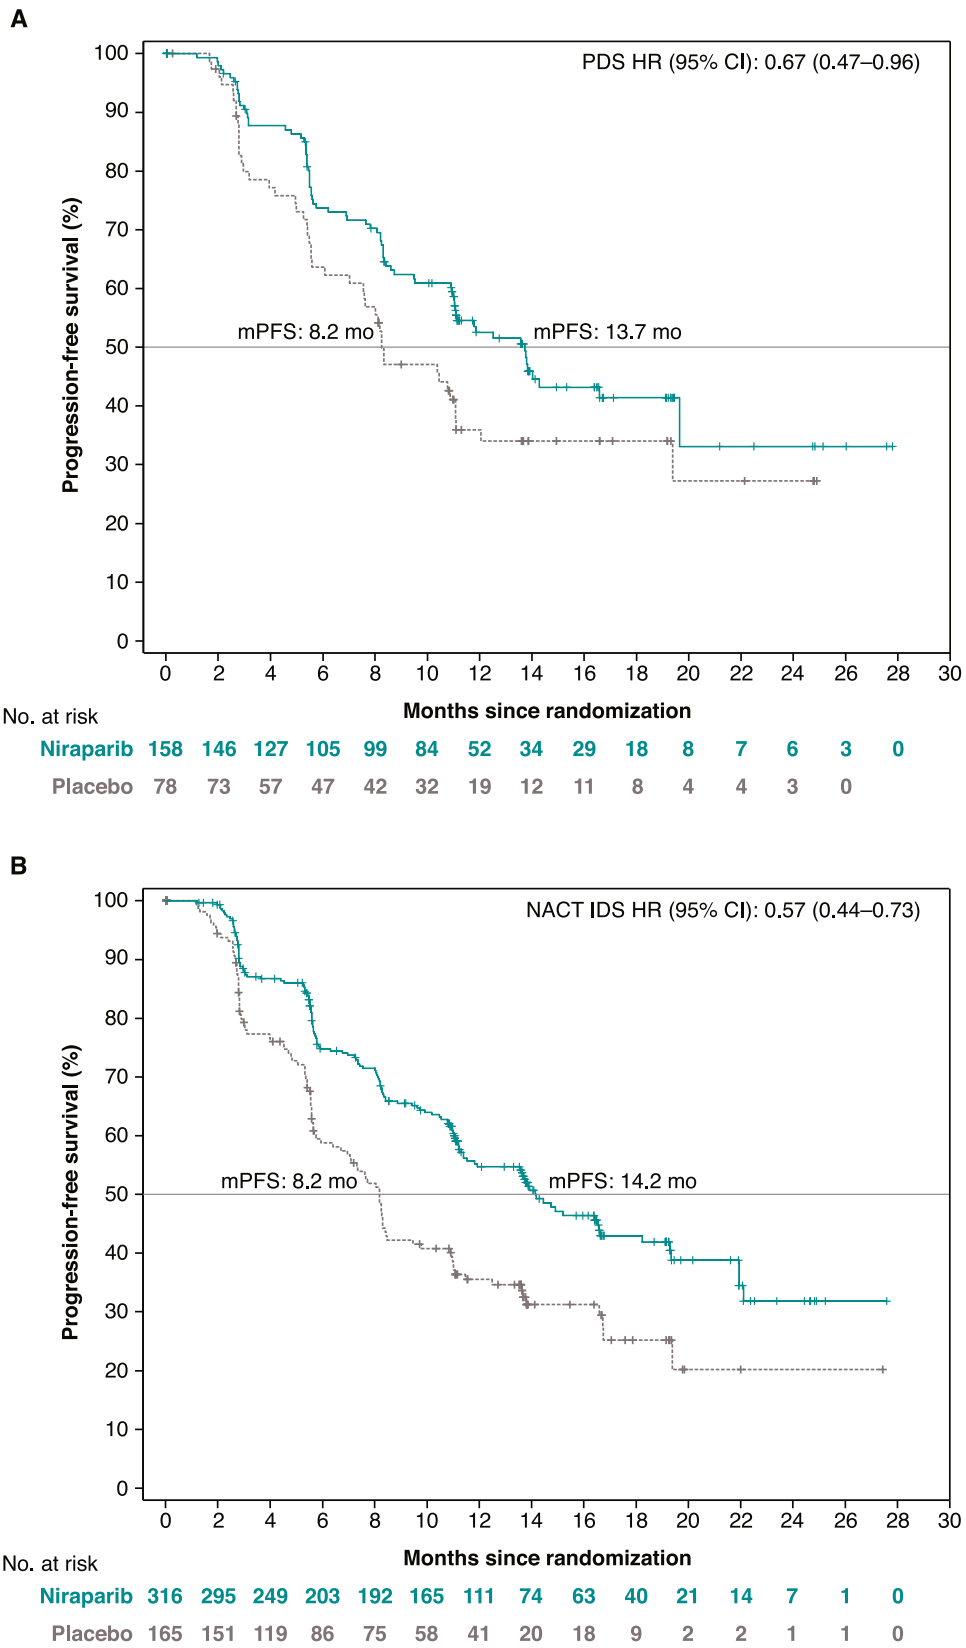 A
PDS HR (95% CI): 0.67 (0.47–0.96)
Progression-free survival (%)
100
90
80
70
60
50
40
30
20
10
0
mPFS: 8.2 mo
mPFS: 13.7 mo
0 2 4 6 8 10 12 14 16 18 20 22 24 26 28 30
Months since randomization
No. at risk
Niraparib 158 146 127 105 99 84 52 34 29 18 8 7 6 3 0
Placebo 78 73 57 47 42 32 19 12 11 8 4 4 3 0
B
NACT IDS HR (95% CI): 0.57 (0.44–0.73)
Progression-free survival (%)
100
90
80
70
60
50
40
30
20
10
0
mPFS: 8.2 mo
mPFS: 14.2 mo
0 2 4 6 8 10 12 14 16 18 20 22 24 26 28 30
Months since randomization
No. at risk
Niraparib 316 295 249 203 192 165 111 74 63 40 21 14 7 1 0
Placebo 165 151 119 86 75 58 41 20 18 9 2 2 1 1 0